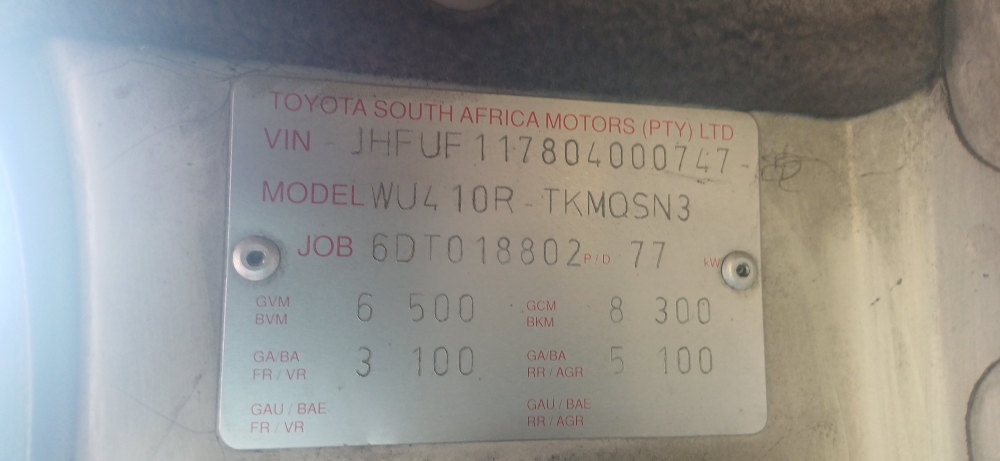 TOYOTA SOUTH AFRICA MOTORS (PTY) LTD
VIN - JHFUF117804000747-
MODEL WU410R-TKMQSN3
JOB 6DT018802 P/D 77 kW
GVM BVM 6 500 GCM BKM 8 300
GA/BA FR / VR 3 100 GA/BA RR / AGR 5 100
GAU / BAE FR / VR GAU / BAE RR / AGR